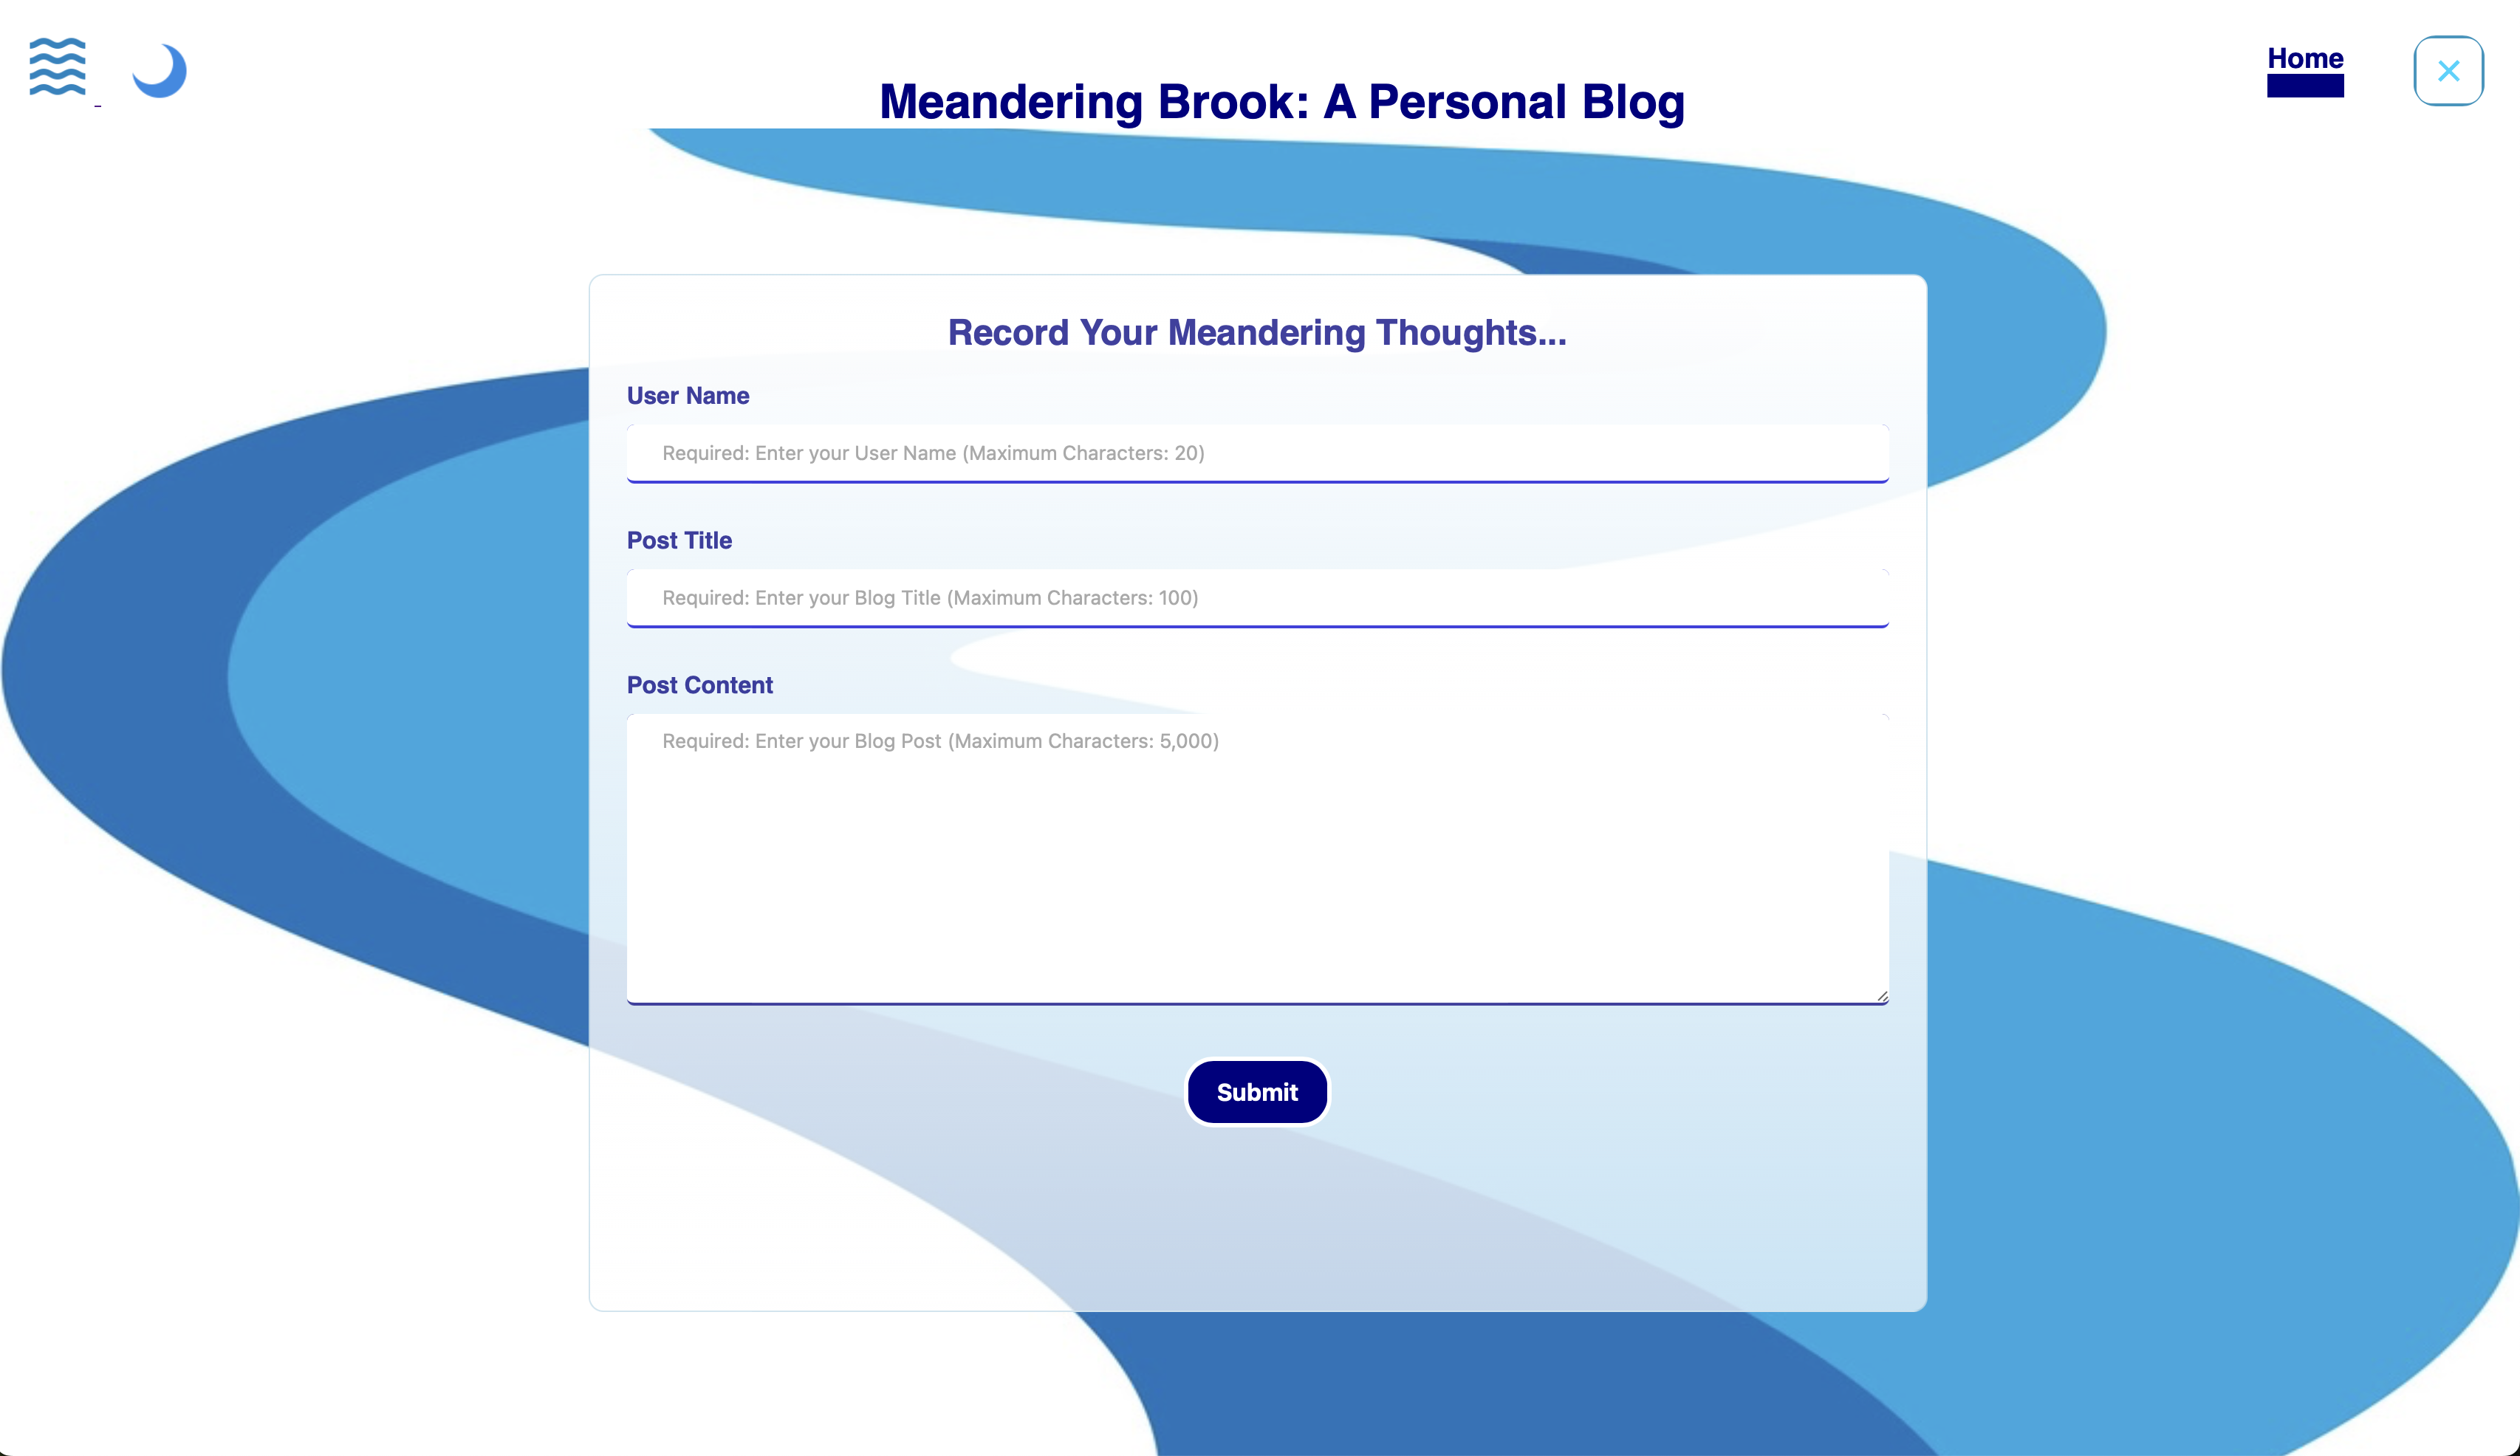 Home
Meandering Brook: A Personal Blog
Record Your Meandering Thoughts...
User Name
Required: Enter your User Name (Maximum Characters: 20)
Post Title
Required: Enter your Blog Title (Maximum Characters: 100)
Post Content
Required: Enter your Blog Post (Maximum Characters: 5,000)
Submit